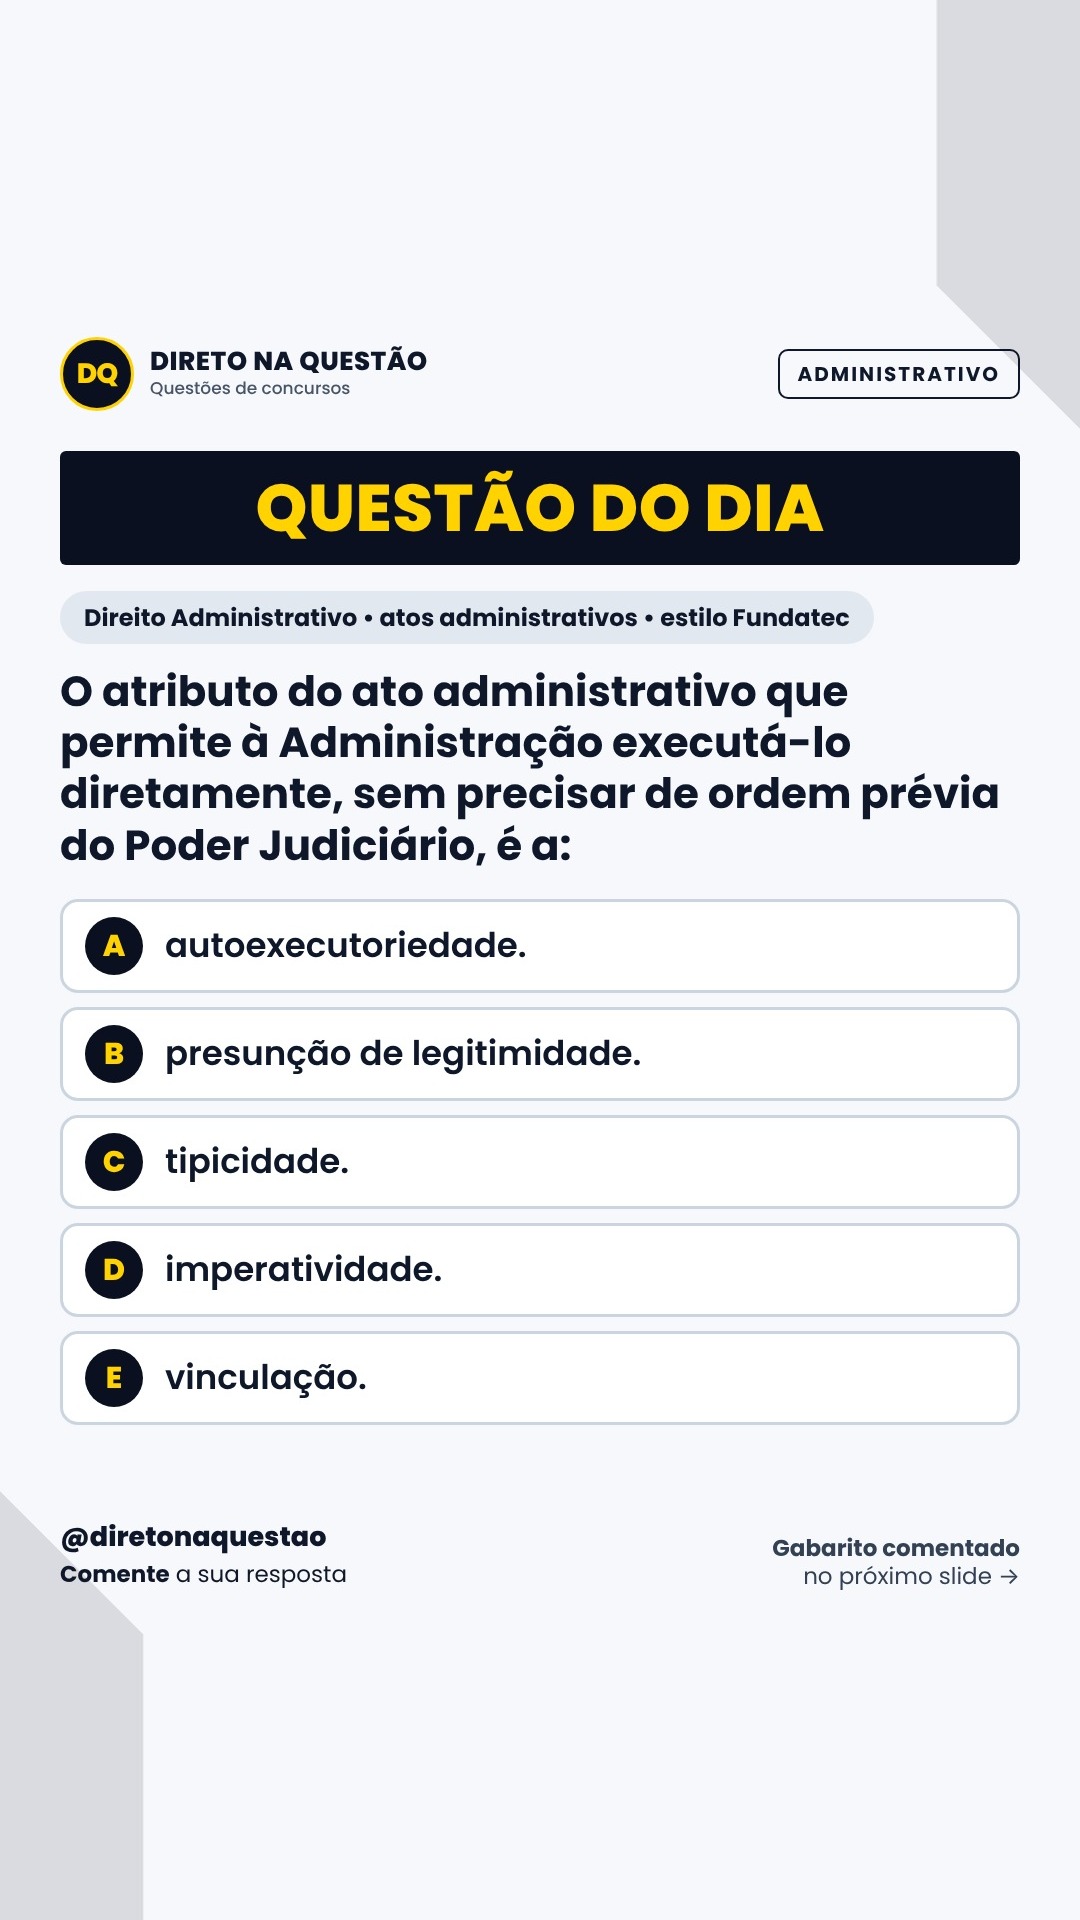 DQ
DIRETO NA QUESTÃO
Questões de concursos
ADMINISTRATIVO
QUESTÃO DO DIA
Direito Administrativo • atos administrativos • estilo Fundatec
O atributo do ato administrativo que
permite à Administração executá-lo
diretamente, sem precisar de ordem prévia
do Poder Judiciário, é a:
A autoexecutoriedade.
B presunção de legitimidade.
C tipicidade.
D imperatividade.
E vinculação.
@diretonaquestao
Comente a sua resposta
Gabarito comentado
no próximo slide →